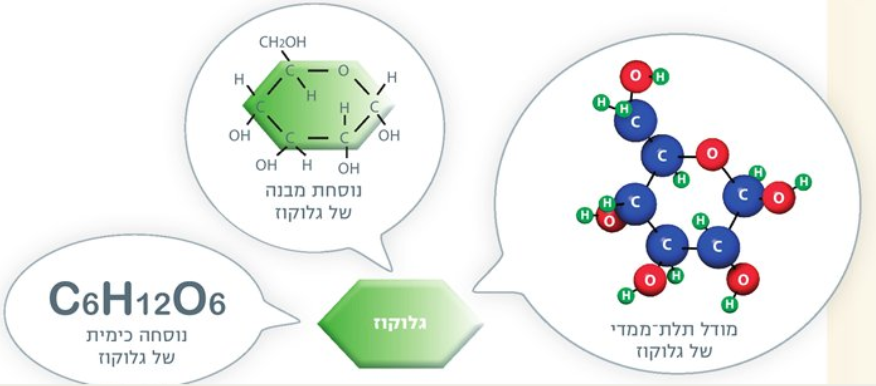 CH2OH
H C O H
C H H C
OH C C OH
OH H OH
נוסחת מבנה
של גלוקוז
C6H12O6
נוסחה כימית
של גלוקוז
גלוקוז
O H
H H
C
C O
H H
H C C O H
H O H
C C
O H O
H H
מודל תלת־ממדי
של גלוקוז